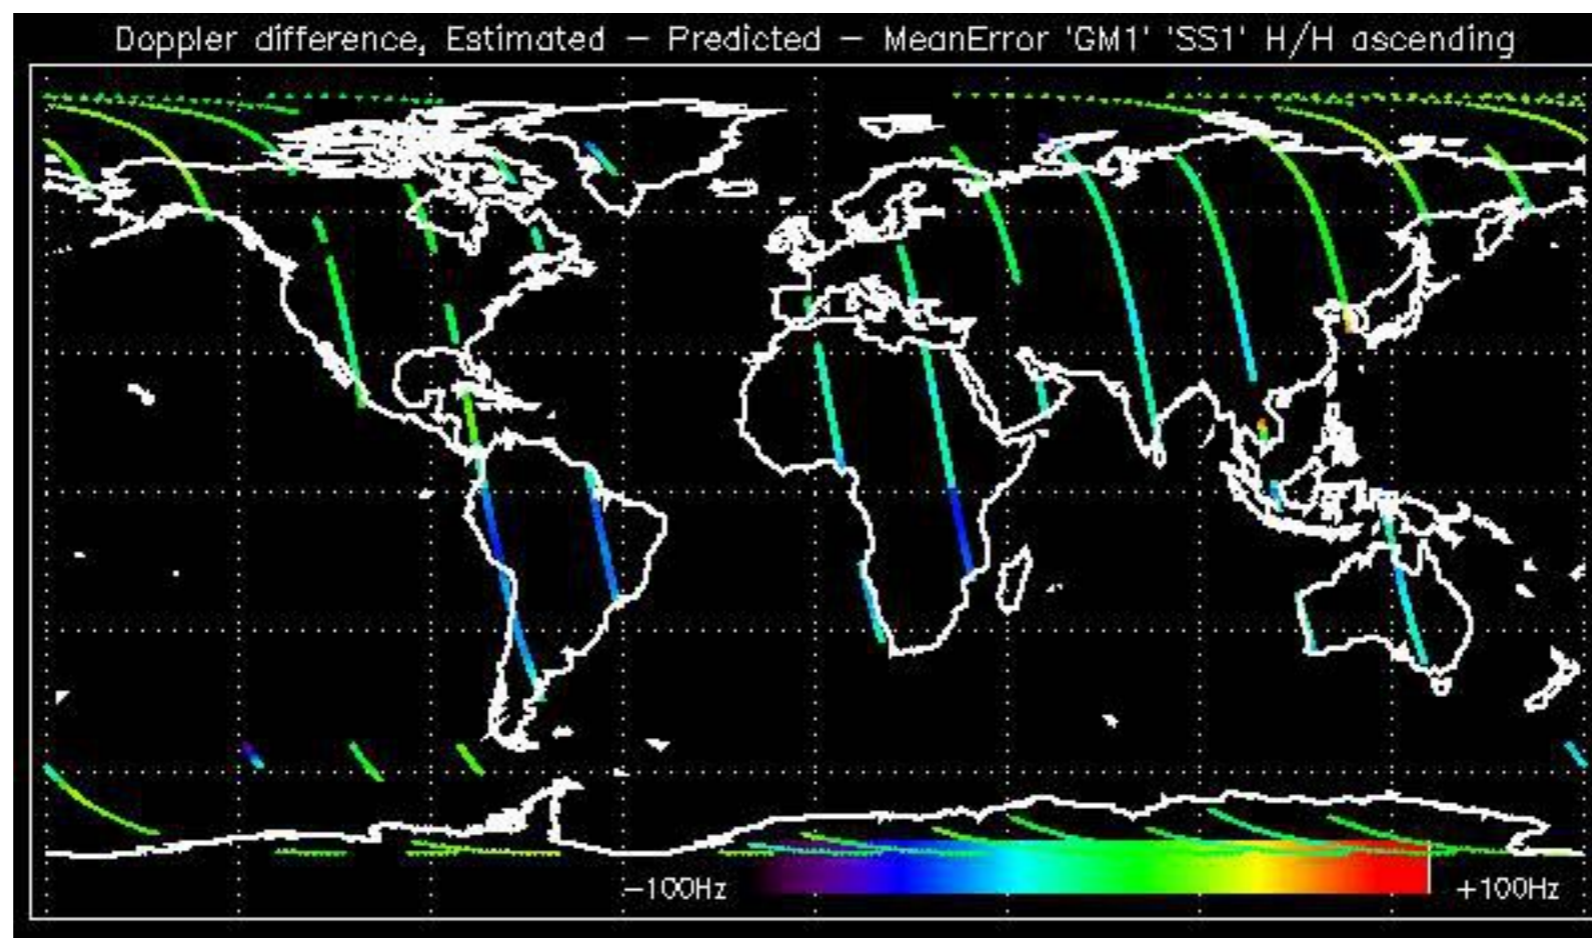 Doppler difference, Estimated – Predicted – MeanError 'GM1' 'SS1' H/H ascending
−100Hz
+100Hz